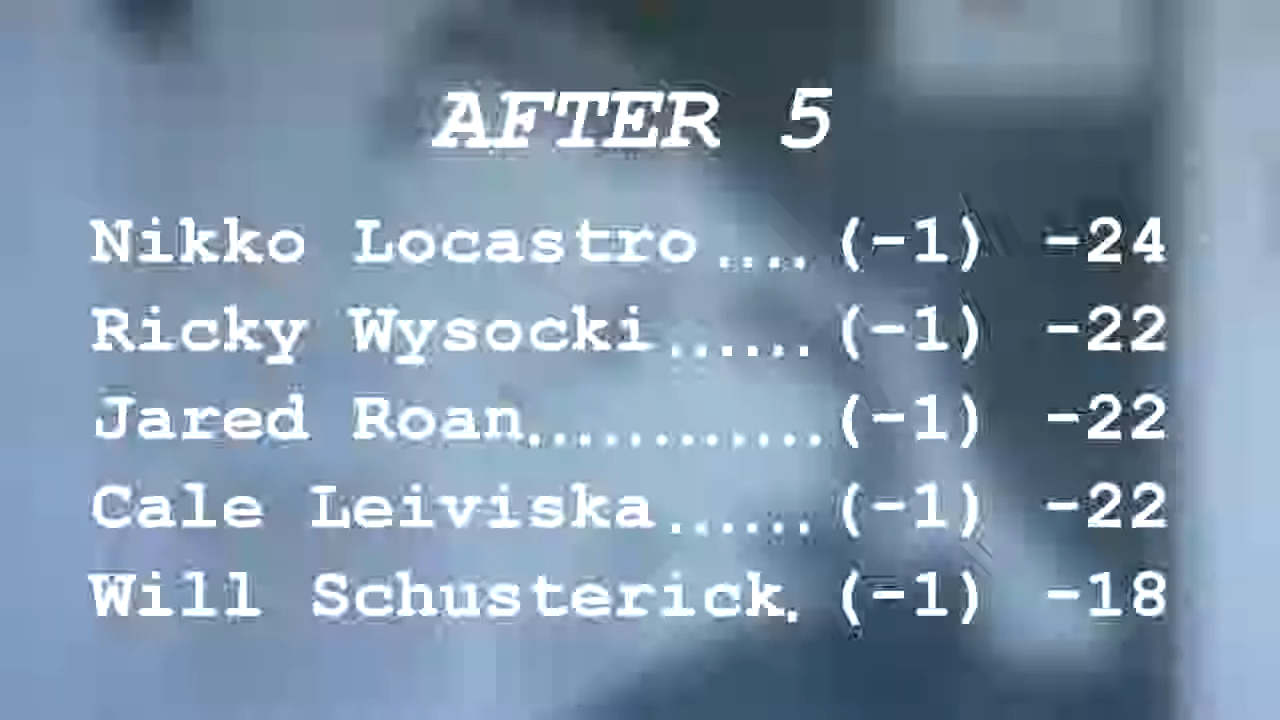 AFTER 5
Nikko Locastro .... (-1) -24
Ricky Wysocki ...... (-1) -22
Jared Roan............ (-1) -22
Cale Leiviska ...... (-1) -22
Will Schusterick. (-1) -18